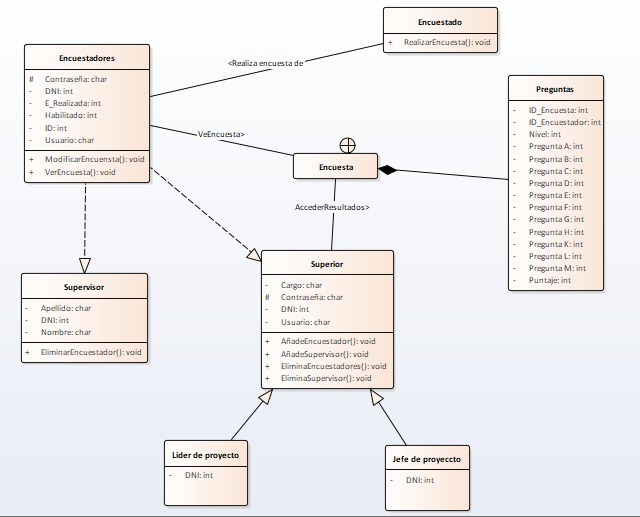 Encuestado
+ RealizarEncuesta(): void
Encuestadores
# Contraseña: char
- DNI: int
- E_Realizada: int
- Habilitado: int
- ID: int
- Usuario: char
+ ModificarEncuensta(): void
+ VerEncuesta(): void
<Realiza encuesta de
VeEncuesta>
Encuesta
Preguntas
- ID_Encuesta: int
- ID_Encuestador: int
- Nivel: int
- Pregunta A: int
- Pregunta B: int
- Pregunta C: int
- Pregunta D: int
- Pregunta E: int
- Pregunta F: int
- Pregunta G: int
- Pregunta H: int
- Pregunta K: int
- Pregunta L: int
- Pregunta M: int
- Puntaje: int
AccederResultados>
Supervisor
- Apellido: char
- DNI: int
- Nombre: char
+ EliminarEncuestador(): void
Superior
- Cargo: char
# Contraseña: char
- DNI: int
- Usuario: char
+ AñadeEncuestador(): void
+ AñadeSupervisor(): void
+ EliminaEncuestadores(): void
+ EliminaSupervisor(): void
Lider de proyecto
- DNI: int
Jefe de proyeccto
- DNI: int